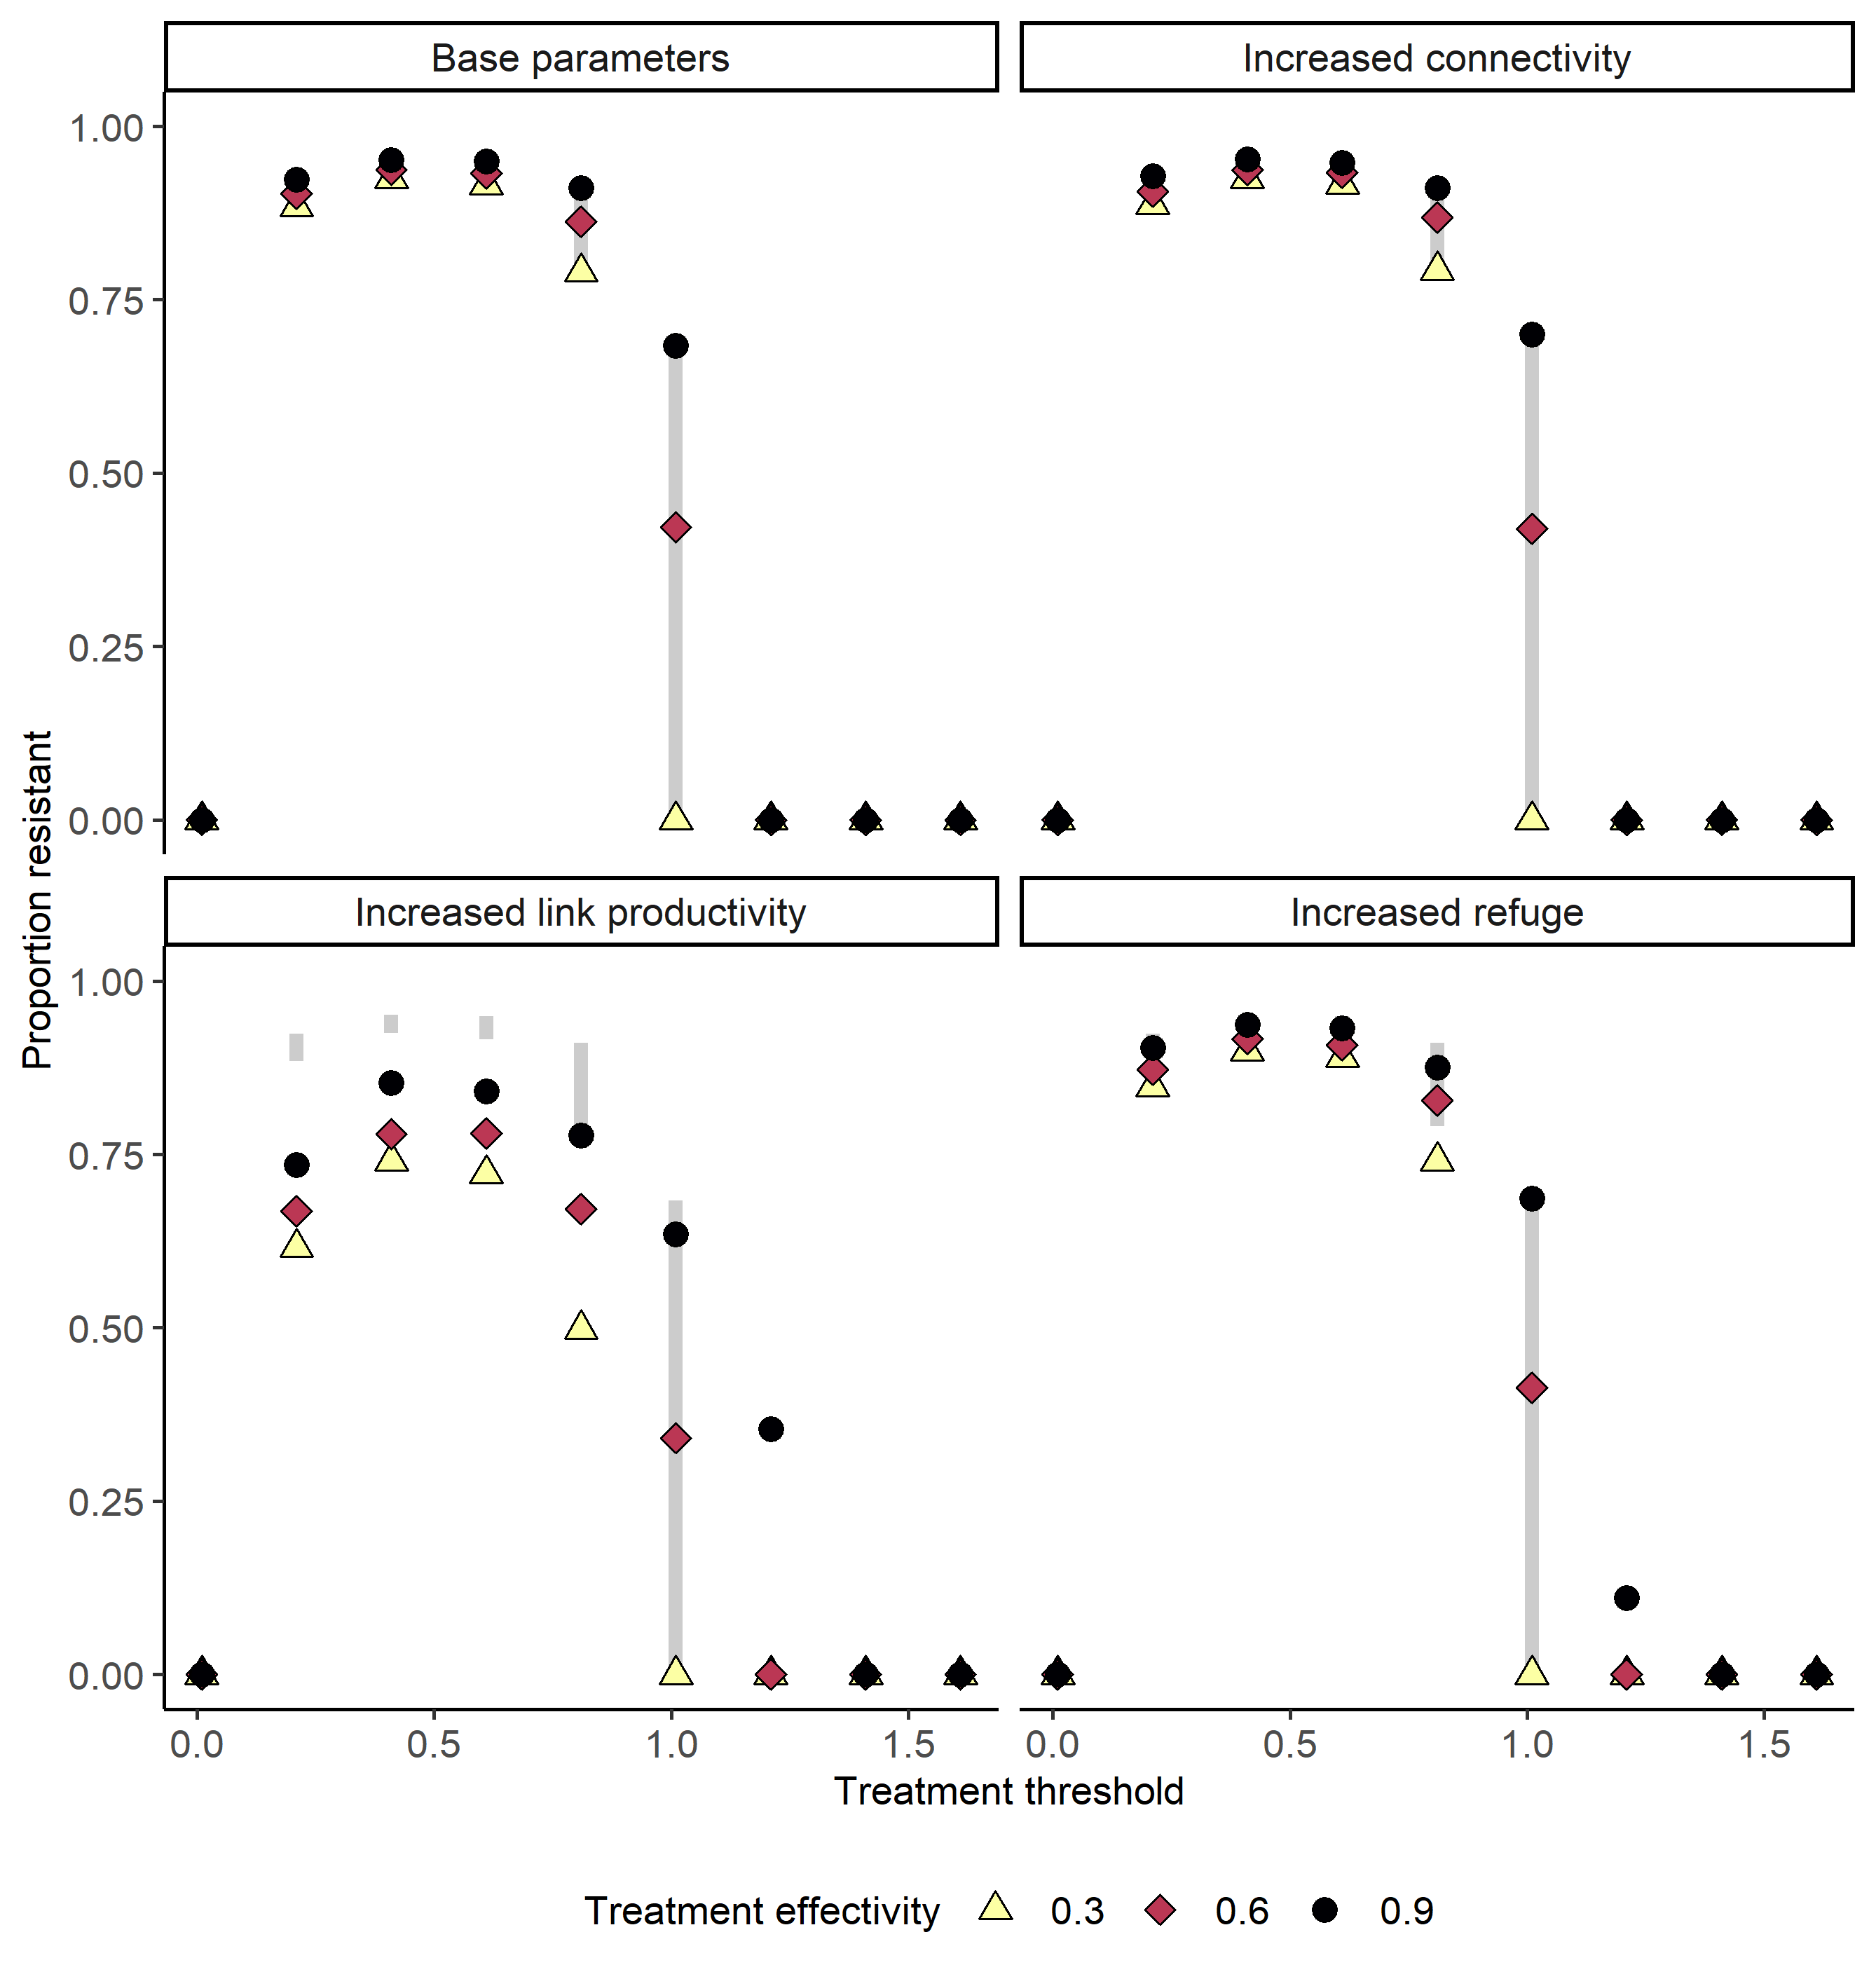 Base parameters
Increased connectivity
1.00
0.75
0.50
0.25
0.00
Proportion resistant
Increased link productivity
Increased refuge
1.00
0.75
0.50
0.25
0.00
0.0 0.5 1.0 1.5
0.0 0.5 1.0 1.5
Treatment threshold
Treatment effectivity 0.3 0.6 0.9